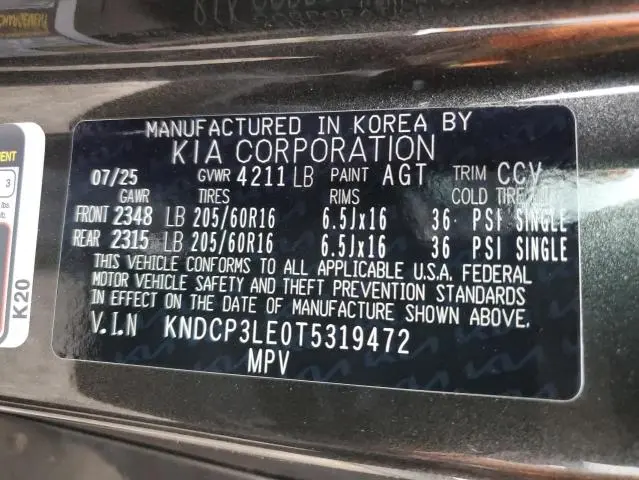 MANUFACTURED IN KOREA BY
KIA CORPORATION
07/25 GVWR 4211 LB PAINT AGT TRIM CCV
GAWR TIRES RIMS COLD TIRE
FRONT 2348 LB 205/60R16 6.5Jx16 36 PSI SINGLE
REAR 2315 LB 205/60R16 6.5Jx16 36 PSI SINGLE
THIS VEHICLE CONFORMS TO ALL APPLICABLE U.S.A. FEDERAL
MOTOR VEHICLE SAFETY AND THEFT PREVENTION STANDARDS
IN EFFECT ON THE DATE OF MANUFACTURE SHOWN ABOVE.
V.I.N KNDCP3LE0T5319472
MPV
3
K20